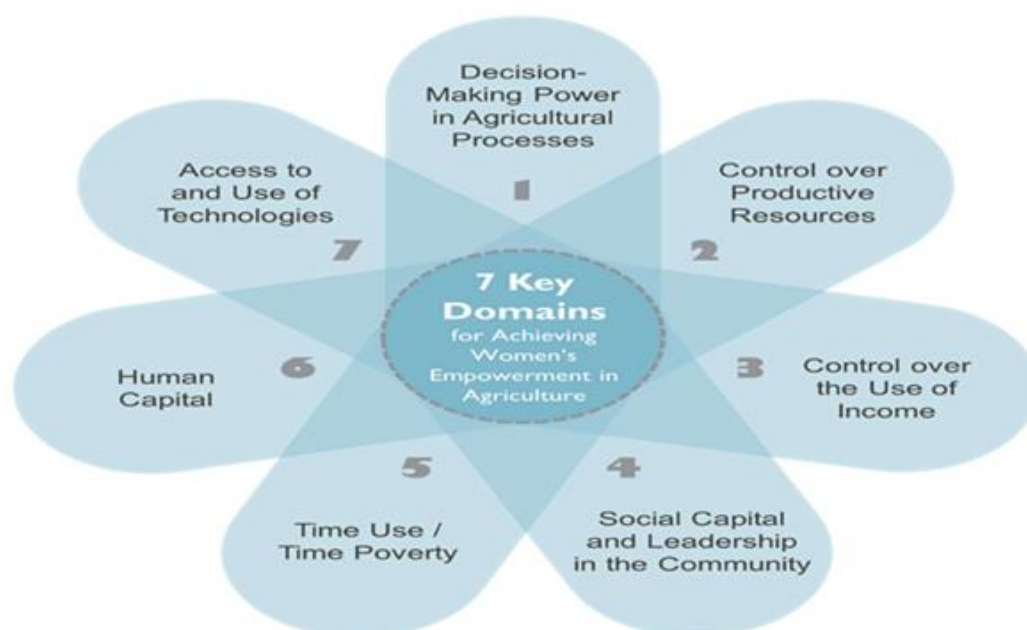 7 Key
Domains
for Achieving
Women's
Empowerment in
Agriculture
Decision-
Making Power
in Agricultural
Processes
1
Control over
Productive
Resources
2
Control over
the Use of
Income
3
Social Capital
and Leadership
in the Community
4
Time Use /
Time Poverty
5
Human
Capital
6
Access to
and Use of
Technologies
7